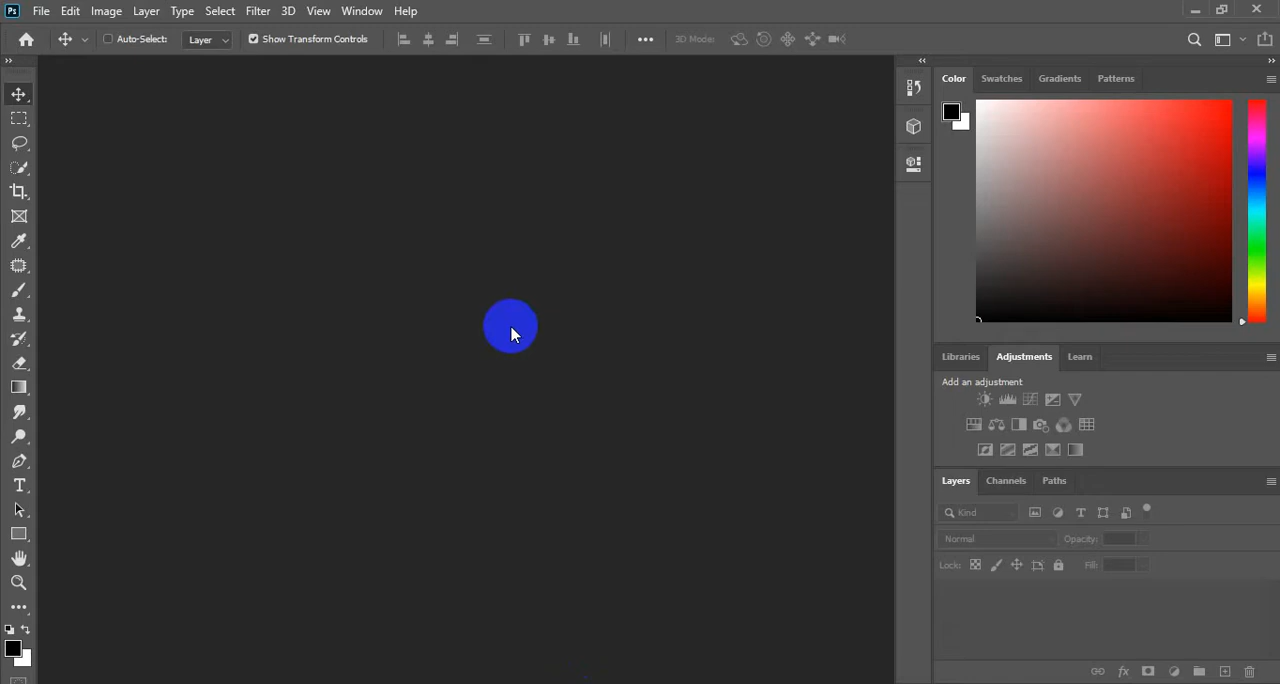 Ps File Edit Image Layer Type Select Filter 3D View Window Help
Auto-Select: Layer Show Transform Controls 3D Mode:
Color Swatches Gradients Patterns
Libraries Adjustments Learn
Add an adjustment
Layers Channels Paths
Kind
Normal Opacity:
Lock: Fill: